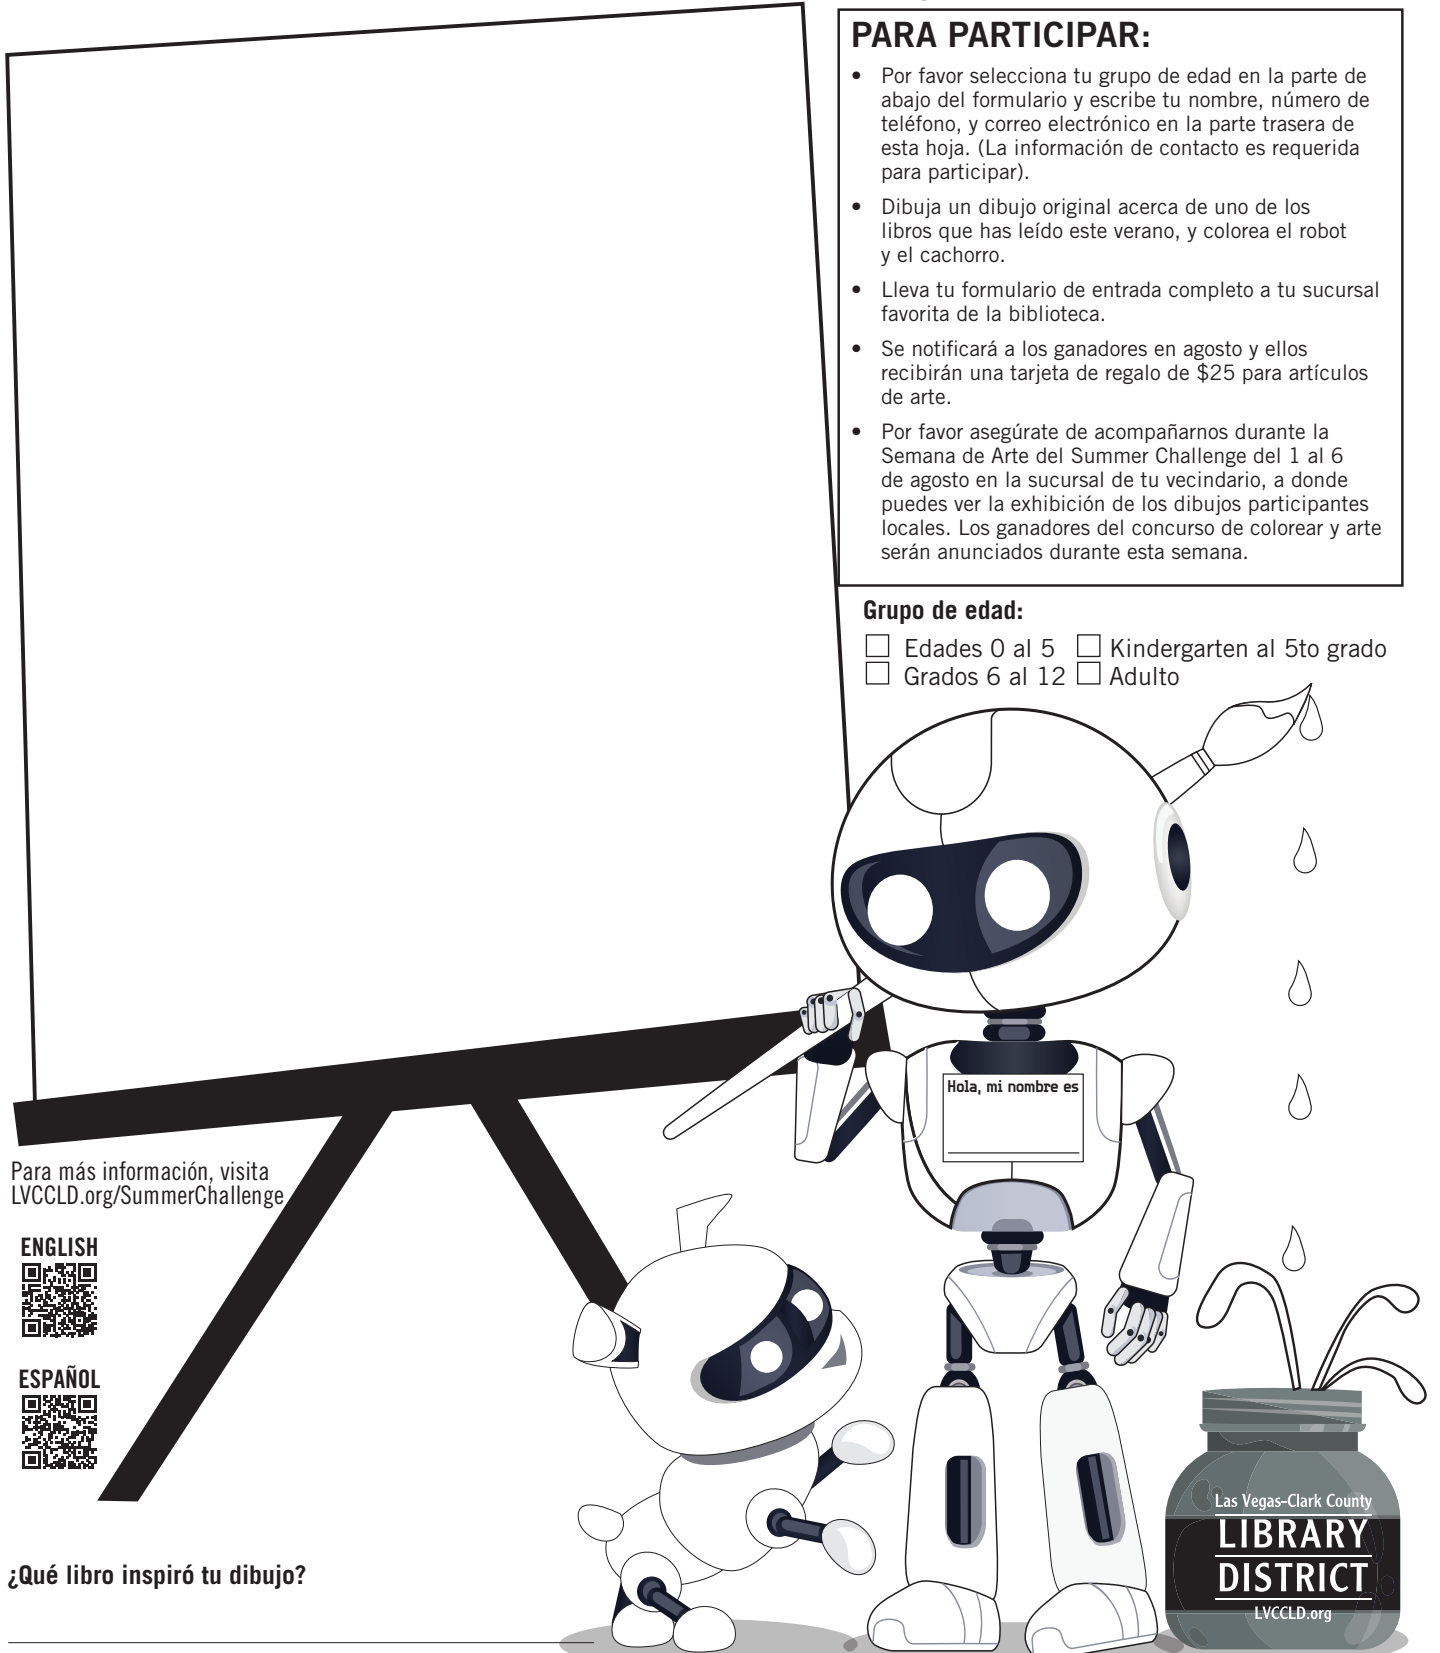 PARA PARTICIPAR:
• Por favor selecciona tu grupo de edad en la parte de
abajo del formulario y escribe tu nombre, número de
teléfono, y correo electrónico en la parte trasera de
esta hoja. (La información de contacto es requerida
para participar).
• Dibuja un dibujo original acerca de uno de los
libros que has leído este verano, y colorea el robot
y el cachorro.
• Lleva tu formulario de entrada completo a tu sucursal
favorita de la biblioteca.
• Se notificará a los ganadores en agosto y ellos
recibirán una tarjeta de regalo de $25 para artículos
de arte.
• Por favor asegúrate de acompañarnos durante la
Semana de Arte del Summer Challenge del 1 al 6
de agosto en la sucursal de tu vecindario, a donde
puedes ver la exhibición de los dibujos participantes
locales. Los ganadores del concurso de colorear y arte
serán anunciados durante esta semana.
Grupo de edad:
Edades 0 al 5 Kindergarten al 5to grado
Grados 6 al 12 Adulto
Hola, mi nombre es
Para más información, visita
LVCCLD.org/SummerChallenge
ENGLISH
ESPAÑOL
¿Qué libro inspiró tu dibujo?
Las Vegas–Clark County
LIBRARY
DISTRICT
LVCCLD.org